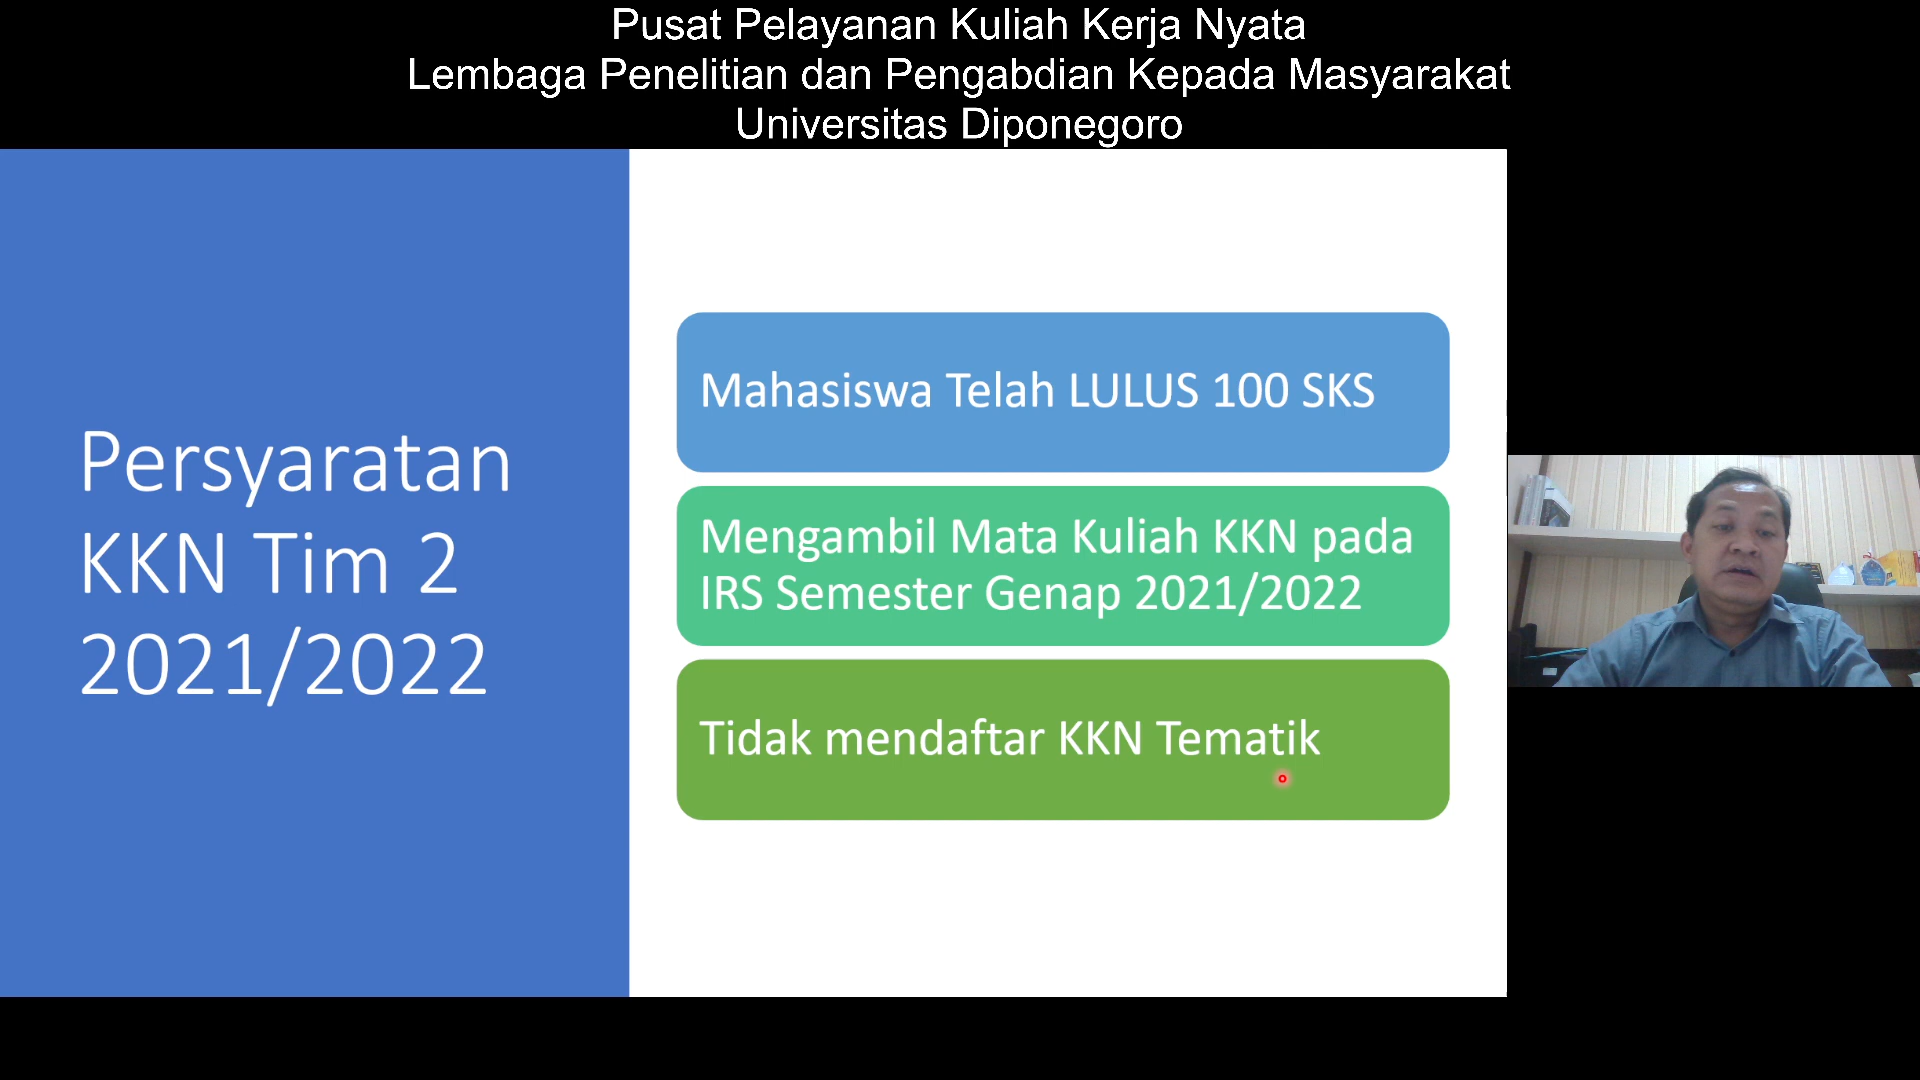 Pusat Pelayanan Kuliah Kerja Nyata
Lembaga Penelitian dan Pengabdian Kepada Masyarakat
Universitas Diponegoro
Persyaratan
KKN Tim 2
2021/2022
Mahasiswa Telah LULUS 100 SKS
Mengambil Mata Kuliah KKN pada
IRS Semester Genap 2021/2022
Tidak mendaftar KKN Tematik